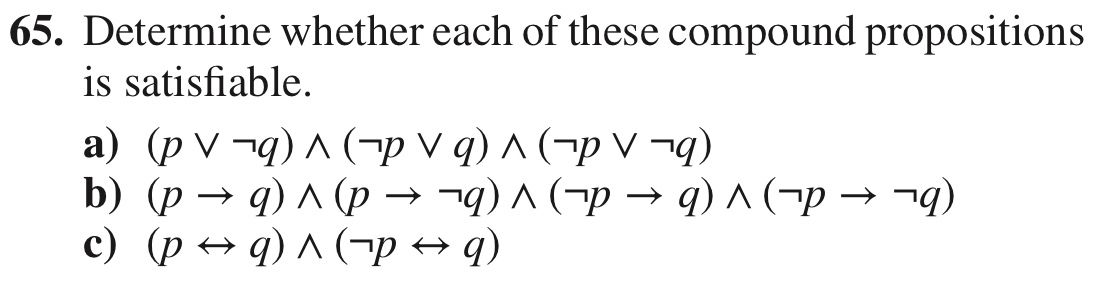 65. Determine whether each of these compound propositions
is satisfiable.
a) (p ∨ ¬q) ∧ (¬p ∨ q) ∧ (¬p ∨ ¬q)
b) (p → q) ∧ (p → ¬q) ∧ (¬p → q) ∧ (¬p → ¬q)
c) (p ↔ q) ∧ (¬p ↔ q)